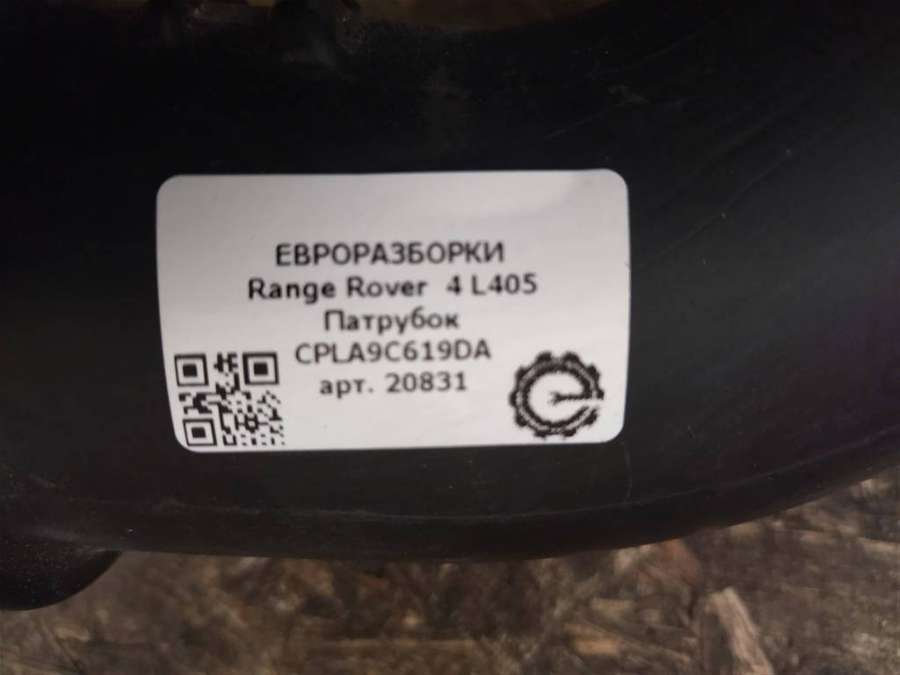 ЕВРОРАЗБОРКИ
Range Rover 4 L405
Патрубок
CPLA9C619DA
арт. 20831